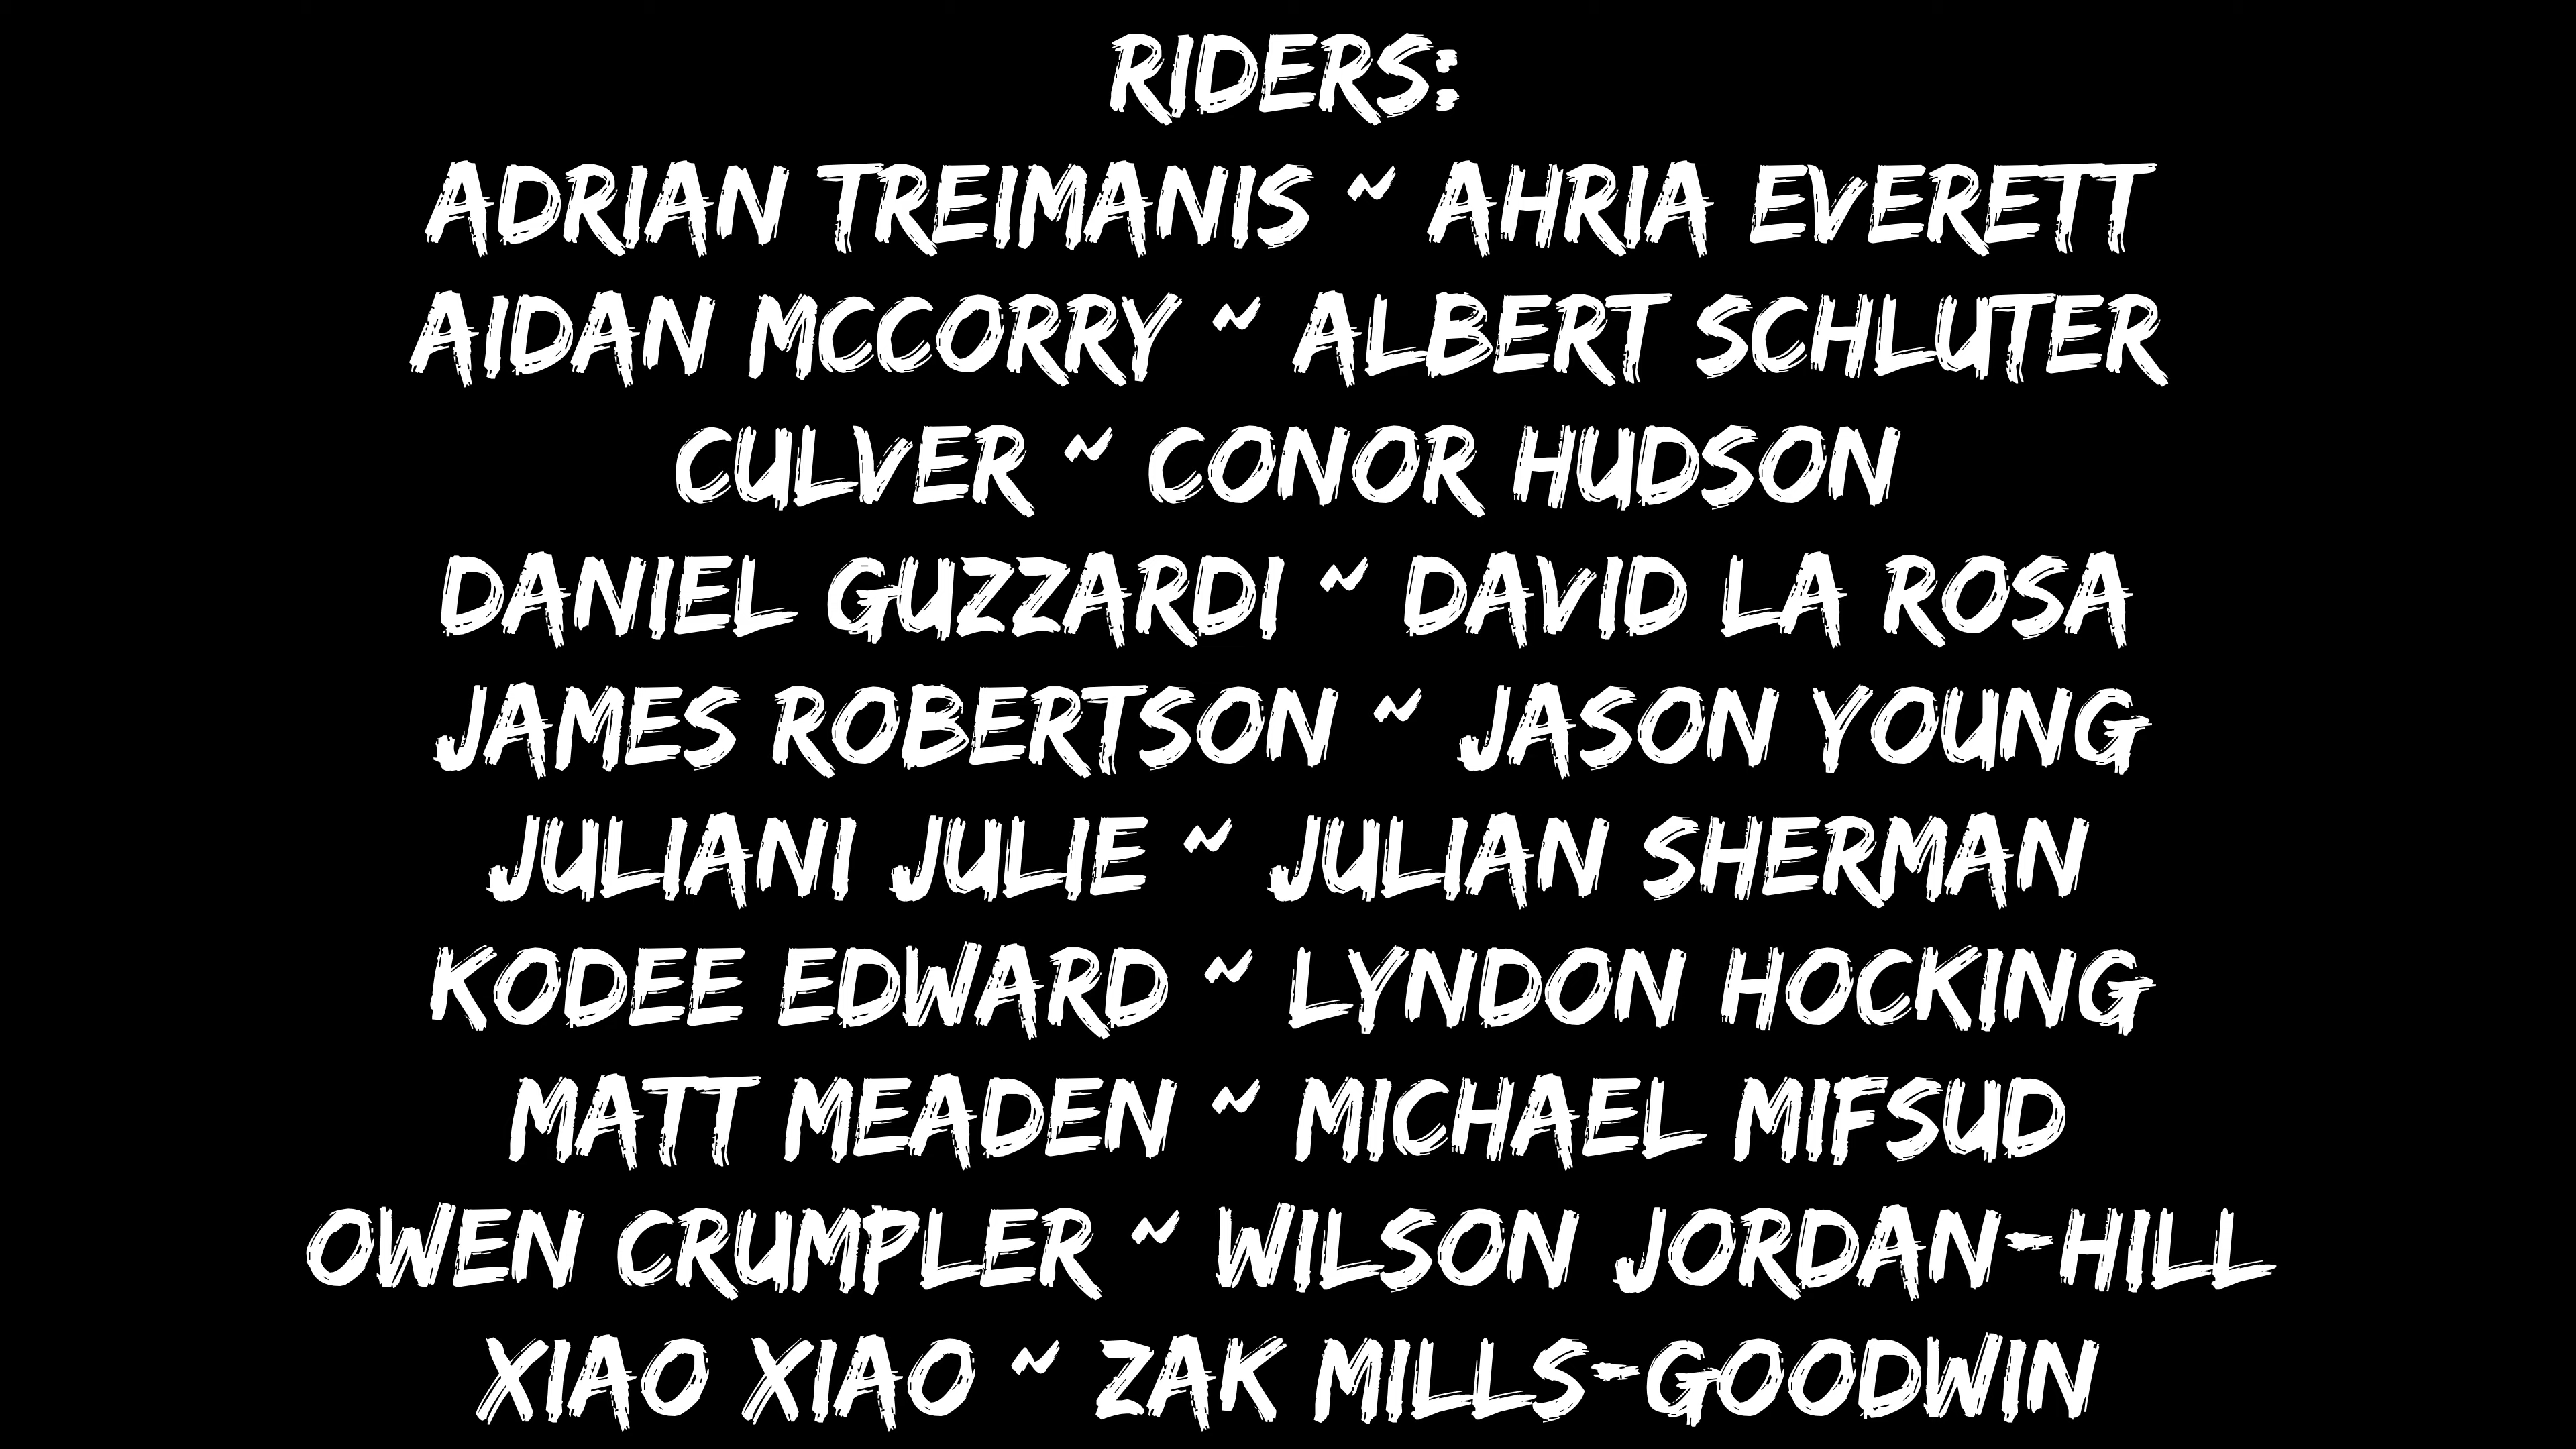 RIDERS:
ADRIAN TREIMANIS ~ AHRIA EVERETT
AIDAN MCCORRY ~ ALBERT SCHLUTER
CULVER ~ CONOR HUDSON
DANIEL GUZZARDI ~ DAVID LA ROSA
JAMES ROBERTSON ~ JASON YOUNG
JULIANI JULIE ~ JULIAN SHERMAN
KODEE EDWARD ~ LYNDON HOCKING
MATT MEADEN ~ MICHAEL MIFSUD
OWEN CRUMPLER ~ WILSON JORDAN-HILL
XIAO XIAO ~ ZAK MILLS-GOODWIN